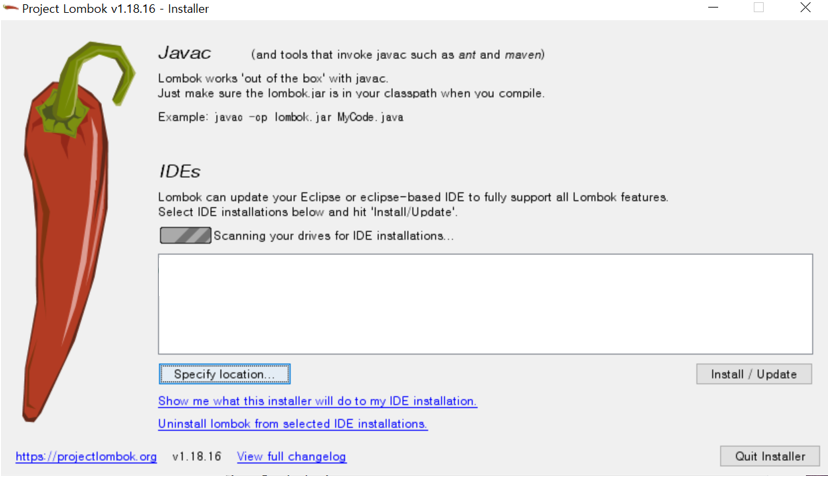 Project Lombok v1.18.16 - Installer
Javac (and tools that invoke javac such as ant and maven)
Lombok works 'out of the box' with javac.
Just make sure the lombok.jar is in your classpath when you compile.
Example: javac -cp lombok.jar MyCode.java
IDEs
Lombok can update your Eclipse or eclipse-based IDE to fully support all Lombok features.
Select IDE installations below and hit 'Install/Update'.
Scanning your drives for IDE installations...
Specify location... Install / Update
Show me what this installer will do to my IDE installation.
Uninstall lombok from selected IDE installations.
https://projectlombok.org v1.18.16 View full changelog Quit Installer